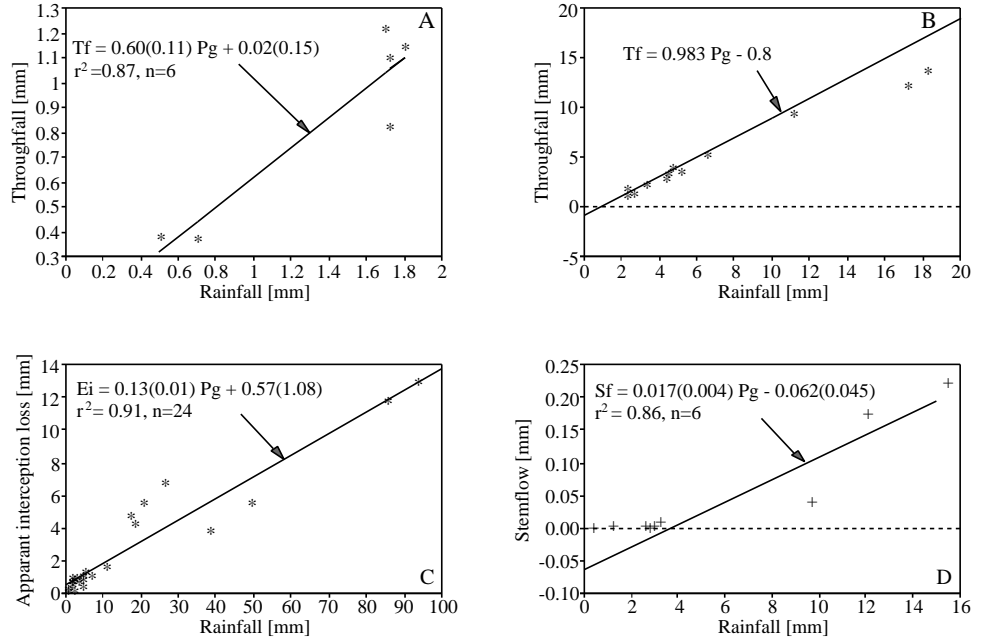 A
Tf = 0.60(0.11) Pg + 0.02(0.15)
r² =0.87, n=6
Throughfall [mm]
1.3
1.2
1.1
1
0.9
0.8
0.7
0.6
0.5
0.4
0.3
0 0.2 0.4 0.6 0.8 1 1.2 1.4 1.6 1.8 2
Rainfall [mm]
B
Tf = 0.983 Pg - 0.8
Throughfall [mm]
20
15
10
5
0
-5
0 2 4 6 8 10 12 14 16 18 20
Rainfall [mm]
Ei = 0.13(0.01) Pg + 0.57(1.08)
r² = 0.91, n=24
Apparant interception loss [mm]
14
12
10
8
6
4
2
0
C
0 10 20 30 40 50 60 70 80 90 100
Rainfall [mm]
Sf = 0.017(0.004) Pg - 0.062(0.045)
r² = 0.86, n=6
Stemflow [mm]
0.25
0.20
0.15
0.10
0.05
0.00
-0.05
-0.10
D
0 2 4 6 8 10 12 14 16
Rainfall [mm]